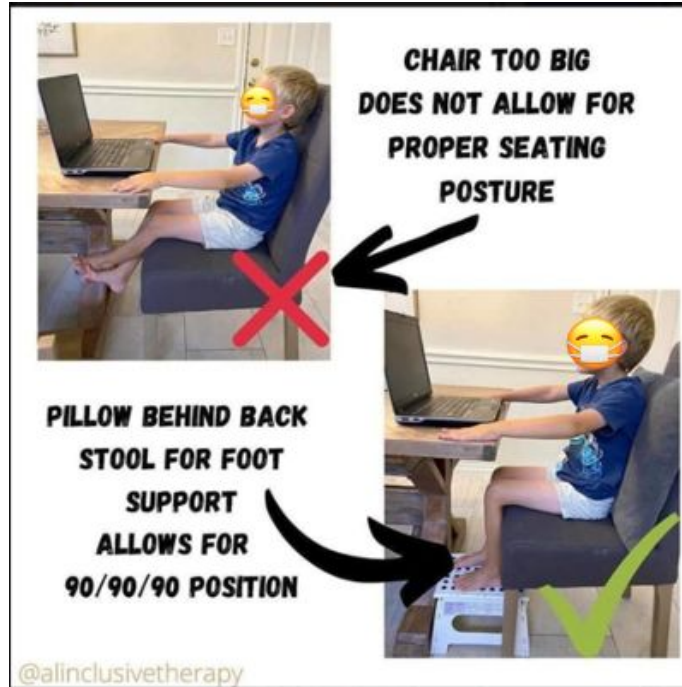 CHAIR TOO BIG
DOES NOT ALLOW FOR
PROPER SEATING
POSTURE
PILLOW BEHIND BACK
STOOL FOR FOOT
SUPPORT
ALLOWS FOR
90/90/90 POSITION
@alinclusivetherapy